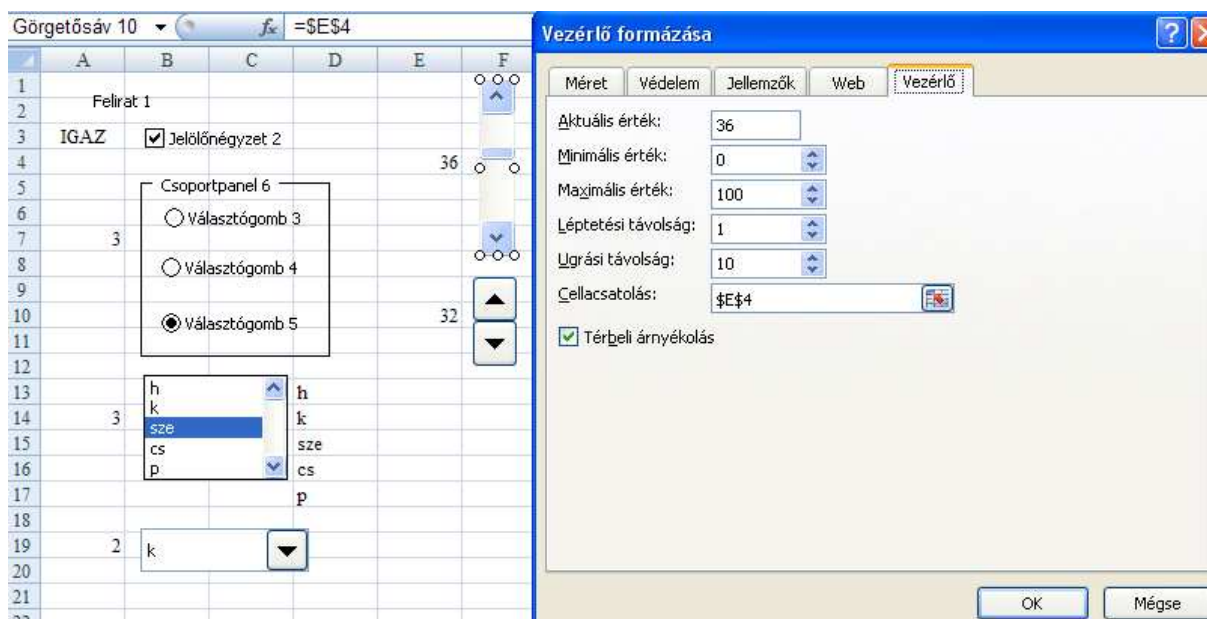 Görgetősáv 10 fx =$E$4
A B C D E F
1
Felirat 1
2
3 IGAZ Jelölőnégyzet 2
4 36
5 Csoportpanel 6
6 Választógomb 3
7 3
8 Választógomb 4
9
10 Választógomb 5 32
11
12
13 h h
14 3 k k
15 sze sze
16 cs cs
17 p p
18
19 2 k
20
21
22
Vezérlő formázása
Méret Védelem Jellemzők Web Vezérlő
Aktuális érték: 36
Minimális érték: 0
Maximális érték: 100
Léptetési távolság: 1
Ugrási távolság: 10
Cellacsatolás: $E$4
Térbeli árnyékolás
OK Mégse